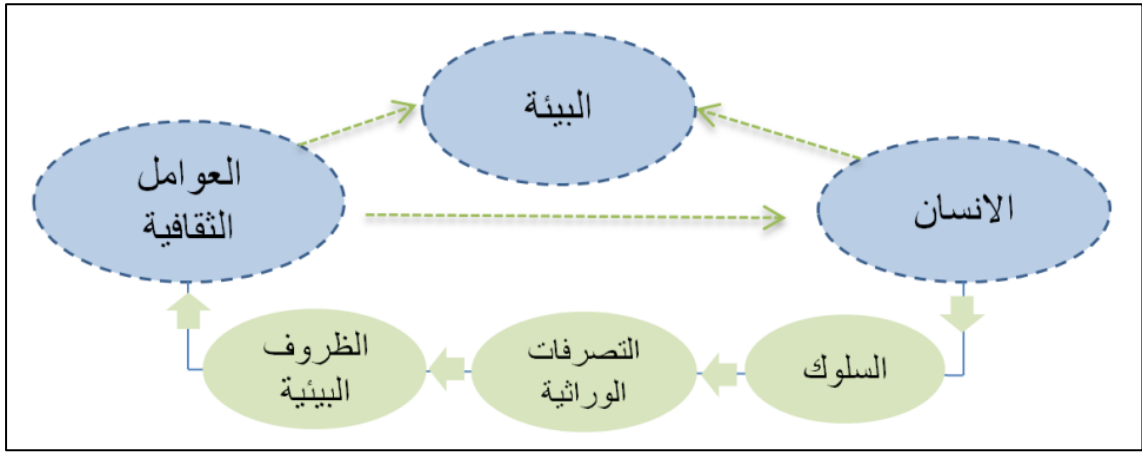 البيئة
الانسان
العوامل
الثقافية
السلوك
التصرفات
الوراثية
الظروف
البيئية